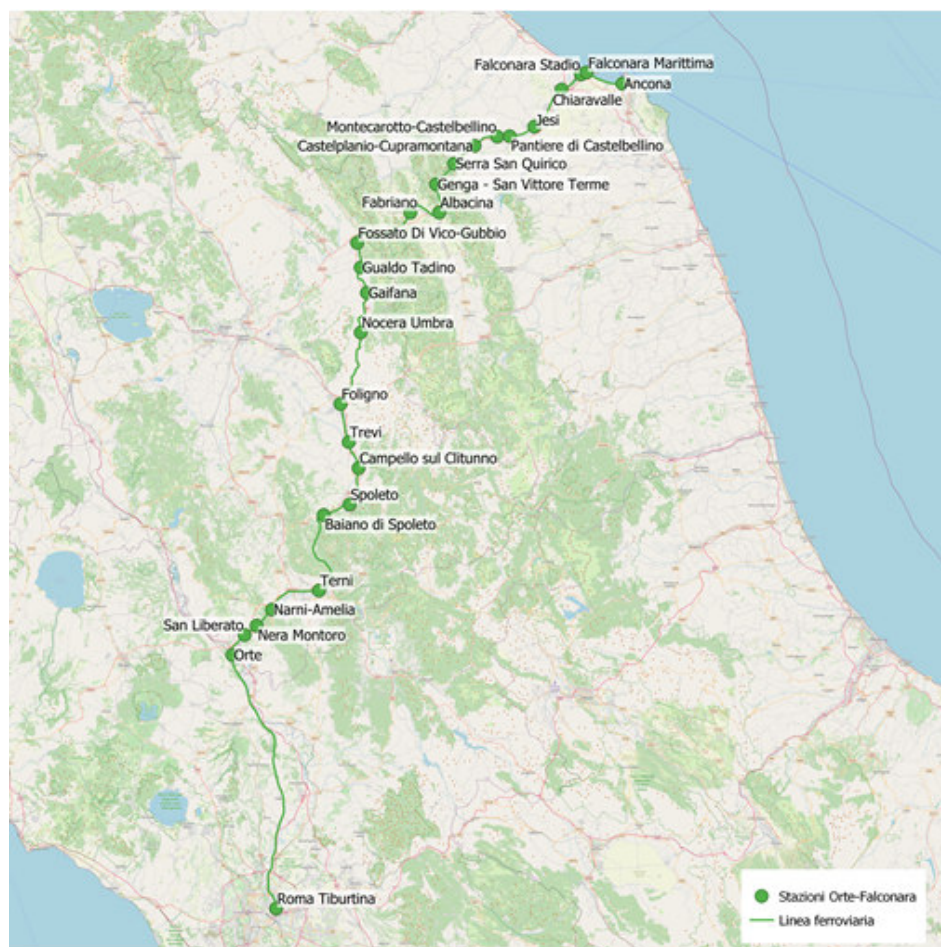 Falconara Stadio
Falconara Marittima
Ancona
Chiaravalle
Jesi
Montecarotto-Castelbellino
Pantiere di Castelbellino
Castelplanio-Cupramontana
Serra San Quirico
Genga - San Vittore Terme
Fabriano
Albacina
Fossato Di Vico-Gubbio
Gualdo Tadino
Gaifana
Nocera Umbra
Foligno
Trevi
Campello sul Clitunno
Spoleto
Baiano di Spoleto
Terni
Narni-Amelia
San Liberato
Nera Montoro
Orte
Roma Tiburtina
Stazioni Orte-Falconara
Linea ferroviaria